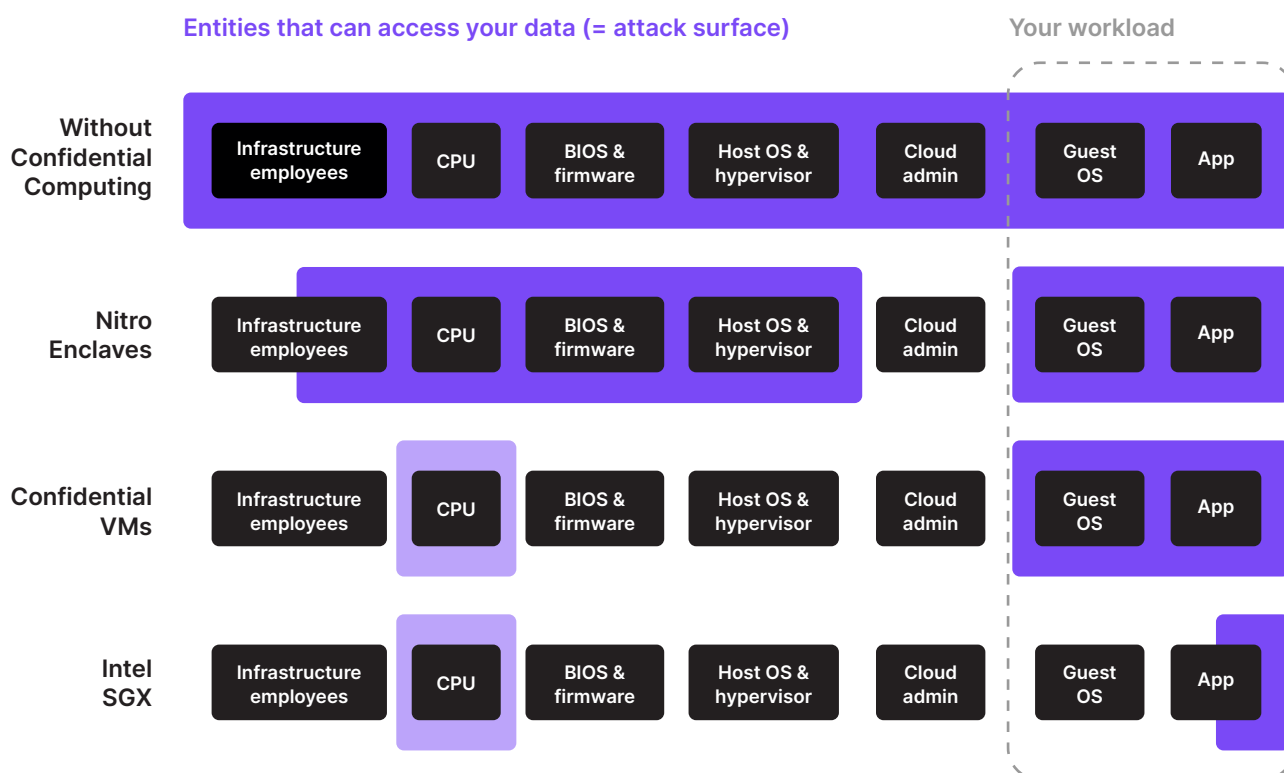 Entities that can access your data (= attack surface)
Your workload
Without
Confidential
Computing
Infrastructure
employees
CPU
BIOS &
firmware
Host OS &
hypervisor
Cloud
admin
Guest
OS
App
Nitro
Enclaves
Infrastructure
employees
CPU
BIOS &
firmware
Host OS &
hypervisor
Cloud
admin
Guest
OS
App
Confidential
VMs
Infrastructure
employees
CPU
BIOS &
firmware
Host OS &
hypervisor
Cloud
admin
Guest
OS
App
Intel
SGX
Infrastructure
employees
CPU
BIOS &
firmware
Host OS &
hypervisor
Cloud
admin
Guest
OS
App